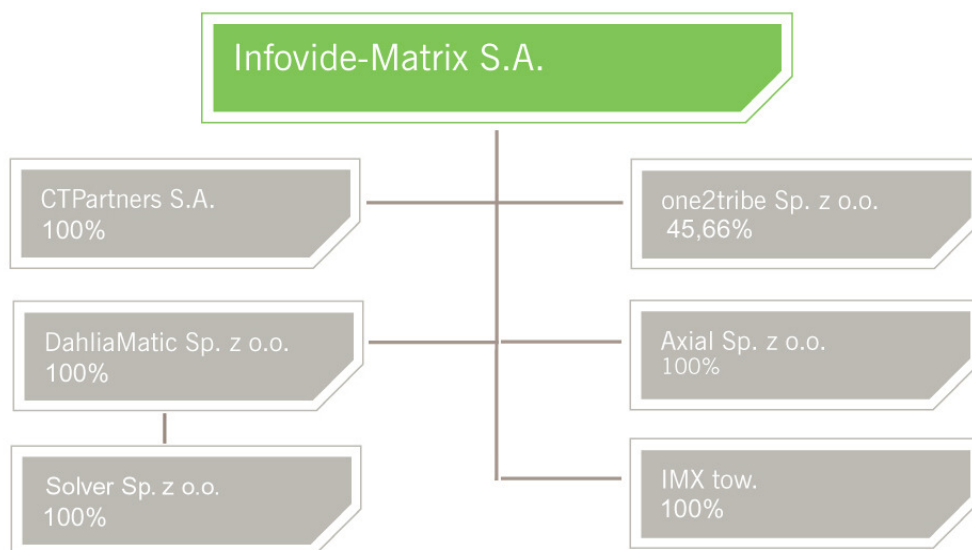 Infovide-Matrix S.A.
CTPartners S.A.
100%
one2tribe Sp. z o.o.
45,66%
DahliaMatic Sp. z o.o.
100%
Axial Sp. z o.o.
100%
Solver Sp. z o.o.
100%
IMX tow.
100%